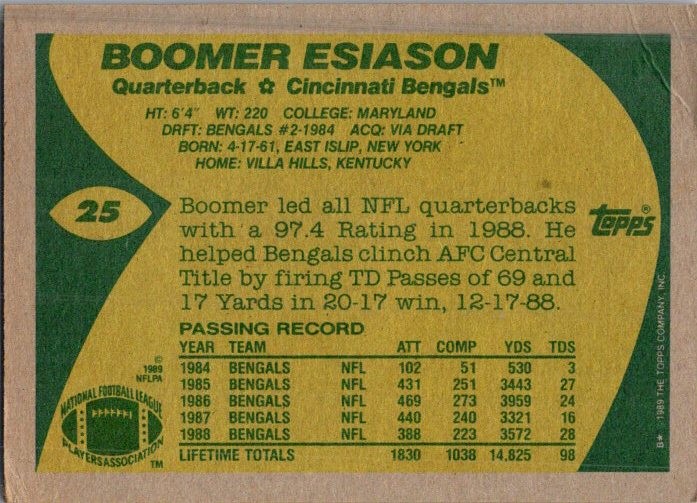 BOOMER ESIASON
Quarterback ✩ Cincinnati Bengals™
HT: 6'4" WT: 220 COLLEGE: MARYLAND
DRFT: BENGALS #2-1984 ACQ: VIA DRAFT
BORN: 4-17-61, EAST ISLIP, NEW YORK
HOME: VILLA HILLS, KENTUCKY
25
Boomer led all NFL quarterbacks
with a 97.4 Rating in 1988. He
helped Bengals clinch AFC Central
Title by firing TD Passes of 69 and
17 Yards in 20-17 win, 12-17-88.
TOPPS®
PASSING RECORD
YEAR TEAM ATT COMP YDS TDS
1984 BENGALS NFL 102 51 530 3
1985 BENGALS NFL 431 251 3443 27
1986 BENGALS NFL 469 273 3959 24
1987 BENGALS NFL 440 240 3321 16
1988 BENGALS NFL 388 223 3572 28
LIFETIME TOTALS 1830 1038 14,825 98
©
1989
NFLPA
NATIONAL FOOTBALL LEAGUE
PLAYERS ASSOCIATION
™
B* © 1989 THE TOPPS COMPANY, INC.